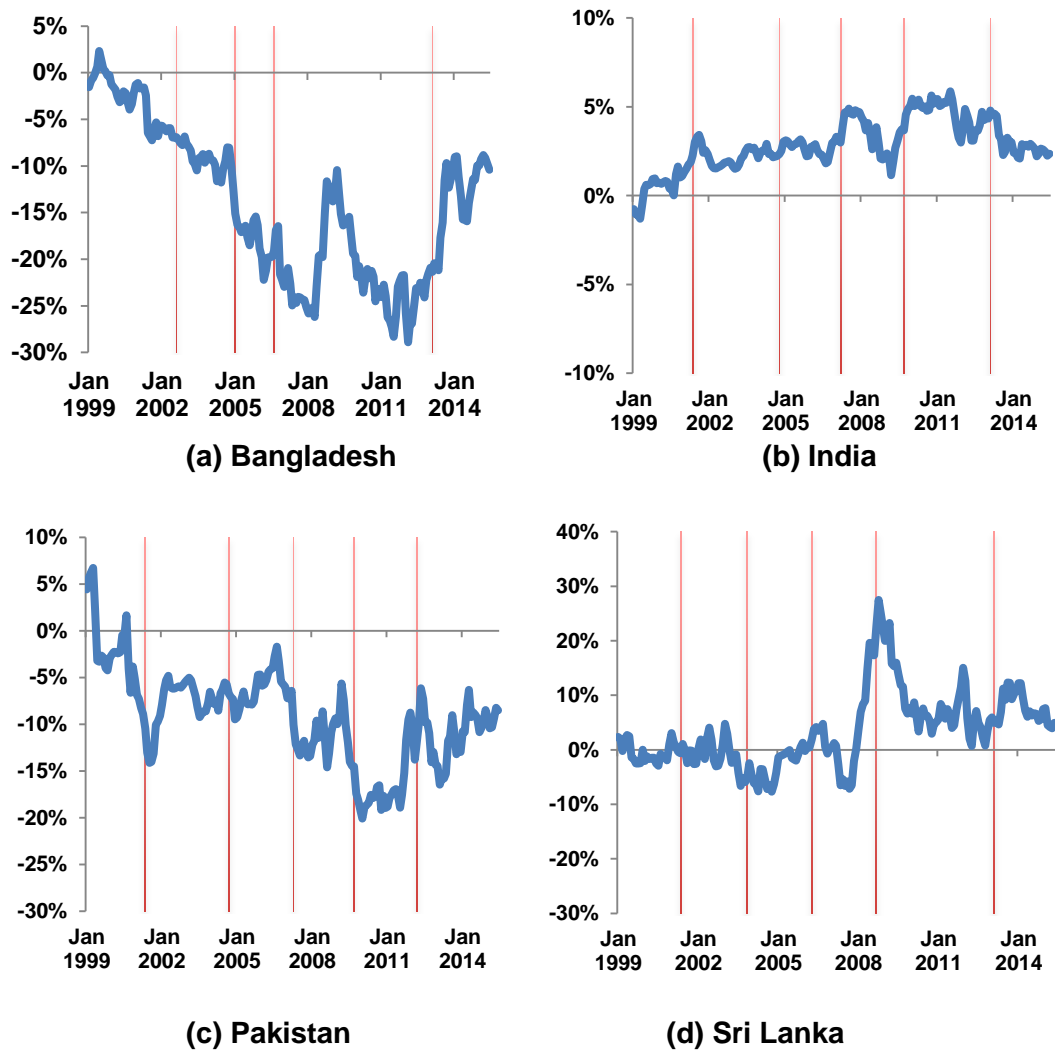 5%
0%
-5%
-10%
-15%
-20%
-25%
-30%
Jan Jan Jan Jan Jan Jan
1999 2002 2005 2008 2011 2014
(a) Bangladesh
10%
5%
0%
5%
10%
Jan Jan Jan Jan Jan Jan
1999 2002 2005 2008 2011 2014
(b) India
10%
5%
0%
-5%
-10%
-15%
-20%
-25%
-30%
Jan Jan Jan Jan Jan Jan
1999 2002 2005 2008 2011 2014
(c) Pakistan
40%
30%
20%
10%
0%
-10%
-20%
-30%
Jan Jan Jan Jan Jan Jan
1999 2002 2005 2008 2011 2014
(d) Sri Lanka